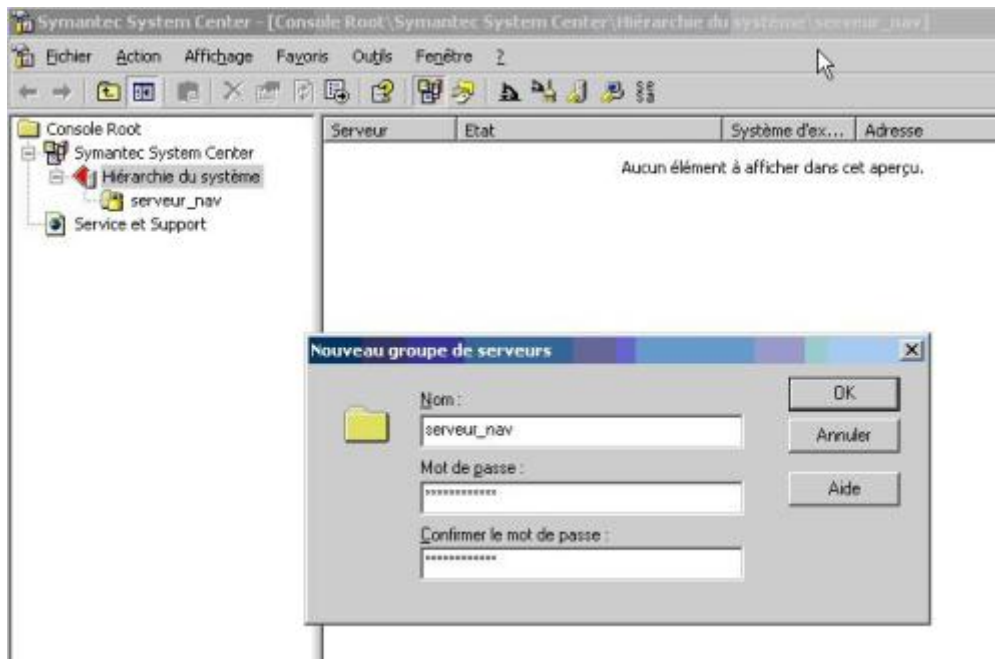 Symantec System Center - [Console Root\Symantec System Center\Hiérarchie du système\serveur_nav]
Fichier Action Affichage Favoris Outils Fenêtre ?
Console Root
Symantec System Center
Hiérarchie du système
serveur_nav
Service et Support
Serveur Etat Système d'ex... Adresse
Aucun élément à afficher dans cet aperçu.
Nouveau groupe de serveurs
Nom :
serveur_nav
Mot de passe :
************
Confirmer le mot de passe :
************
OK
Annuler
Aide